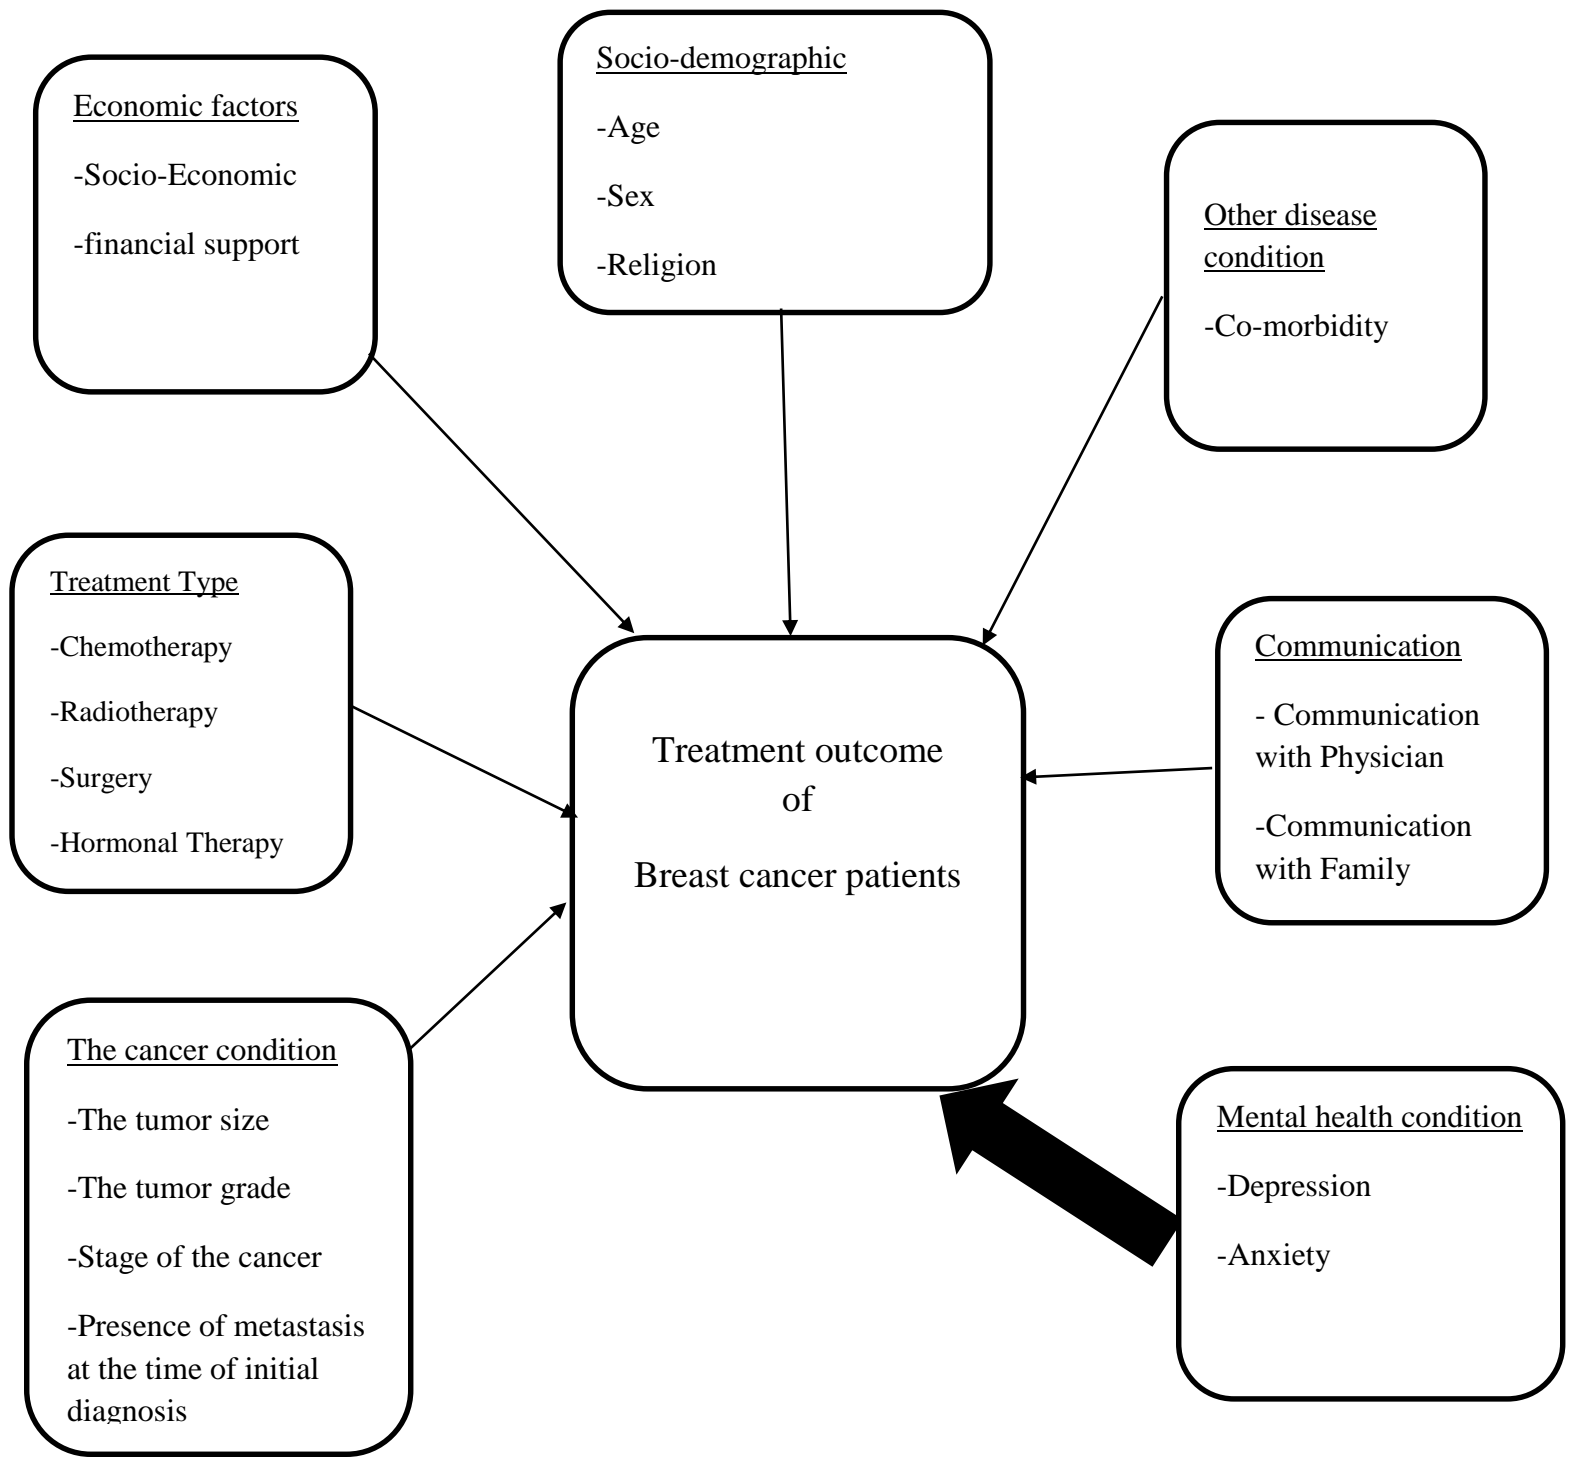 Economic factors
-Socio-Economic
-financial support
Socio-demographic
-Age
-Sex
-Religion
Other disease
condition
-Co-morbidity
Treatment Type
-Chemotherapy
-Radiotherapy
-Surgery
-Hormonal Therapy
Treatment outcome
of
Breast cancer patients
Communication
- Communication
with Physician
-Communication
with Family
The cancer condition
-The tumor size
-The tumor grade
-Stage of the cancer
-Presence of metastasis
at the time of initial
diagnosis
Mental health condition
-Depression
-Anxiety